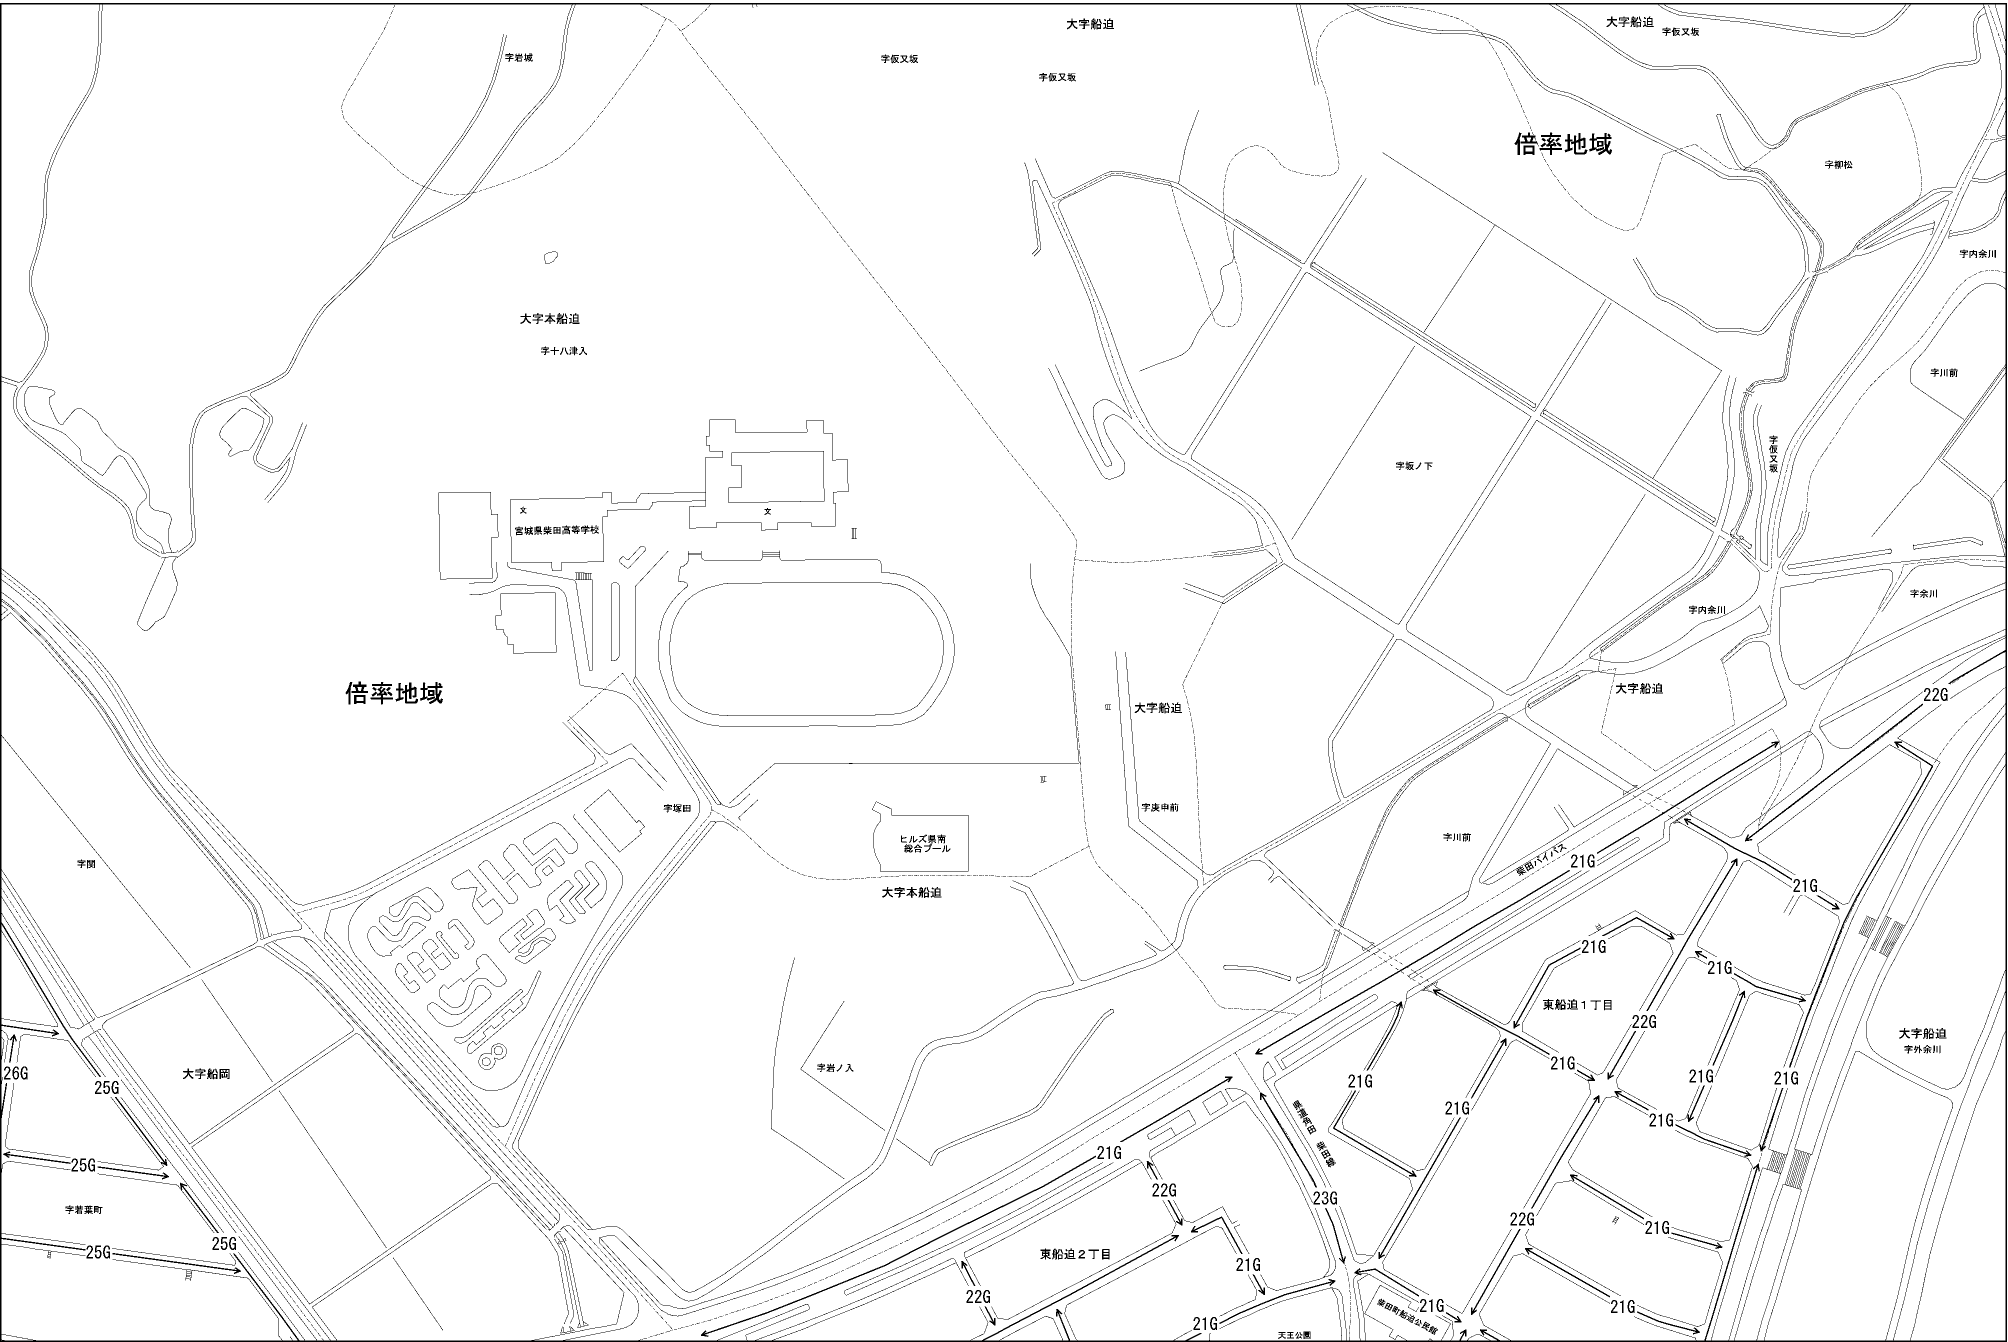 大字船迫
大字船迫
字仮又坂
字岩城
字仮又坂
字仮又坂
倍率地域
字柳松
字内余川
大字本船迫
字十八津入
字川前
字仮又坂
字坂ノ下
文
文
宮城県柴田高等学校
字余川
字内余川
倍率地域
大字船迫
22G
大字船迫
字塚田
字庚申前
ヒルズ県南
総合プール
字川前
柴田バイパス
21G
字関
大字本船迫
21G
21G
21G
東船迫1丁目
22G
大字船迫
字外余川
21G
26G
大字船岡
25G
字岩ノ入
21G
21G
21G
21G
21G
21G
県道角田
柴田線
21G
25G
22G
23G
字若葉町
22G
21G
25G
25G
東船迫2丁目
21G
22G
21G
21G
21G
柴田町船迫公民館
天王公園